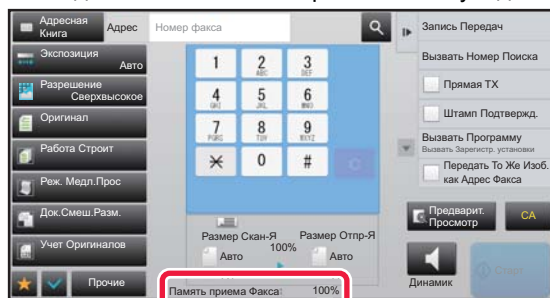 Адресная
Книга
Адрес
Номер факса
Экспозиция
Авто
Разрешение
Сверхвысокое
Оригинал
Работа Строит
Реж. Медл.Прос
Док.Смеш.Разм.
Учет Оригиналов
Прочие
1
2
ABC
3
DEF
4
GHI
5
JKL
6
MNO
7
PQRS
8
TUV
9
WXYZ
0
#
Размер Скан-Я
100%
Размер Отпр-Я
Авто
Авто
Память приема Факса:
100%
Запись Передач
Вызвать Номер Поиска
Прямая TX
Штамп Подтвержд.
Вызвать Программу
Вызвать Зарегистр. установки
Передать То Же Изоб.
как Адрес Факса
Предварит.
Просмотр
CA
Динамик
Старт